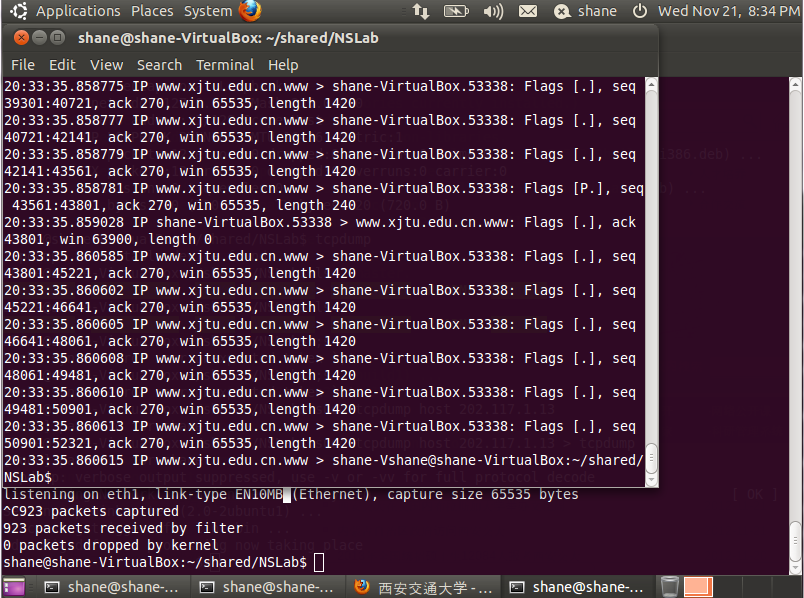 Applications Places System shane Wed Nov 21, 8:34 PM
shane@shane-VirtualBox: ~/shared/NSLab
File Edit View Search Terminal Help
20:33:35.858775 IP www.xjtu.edu.cn.www > shane-VirtualBox.53338: Flags [.], seq
39301:40721, ack 270, win 65535, length 1420
20:33:35.858777 IP www.xjtu.edu.cn.www > shane-VirtualBox.53338: Flags [.], seq
40721:42141, ack 270, win 65535, length 1420
20:33:35.858779 IP www.xjtu.edu.cn.www > shane-VirtualBox.53338: Flags [.], seq
42141:43561, ack 270, win 65535, length 1420
20:33:35.858781 IP www.xjtu.edu.cn.www > shane-VirtualBox.53338: Flags [P.], seq
43561:43801, ack 270, win 65535, length 240
20:33:35.859028 IP shane-VirtualBox.53338 > www.xjtu.edu.cn.www: Flags [.], ack
43801, win 63900, length 0
20:33:35.860585 IP www.xjtu.edu.cn.www > shane-VirtualBox.53338: Flags [.], seq
43801:45221, ack 270, win 65535, length 1420
20:33:35.860602 IP www.xjtu.edu.cn.www > shane-VirtualBox.53338: Flags [.], seq
45221:46641, ack 270, win 65535, length 1420
20:33:35.860605 IP www.xjtu.edu.cn.www > shane-VirtualBox.53338: Flags [.], seq
46641:48061, ack 270, win 65535, length 1420
20:33:35.860608 IP www.xjtu.edu.cn.www > shane-VirtualBox.53338: Flags [.], seq
48061:49481, ack 270, win 65535, length 1420
20:33:35.860610 IP www.xjtu.edu.cn.www > shane-VirtualBox.53338: Flags [.], seq
49481:50901, ack 270, win 65535, length 1420
20:33:35.860613 IP www.xjtu.edu.cn.www > shane-VirtualBox.53338: Flags [.], seq
50901:52321, ack 270, win 65535, length 1420
20:33:35.860615 IP www.xjtu.edu.cn.www > shane-Vshane@shane-VirtualBox:~/shared/
NSLab$
listening on eth1, link-type EN10MB (Ethernet), capture size 65535 bytes
^C923 packets captured
923 packets received by filter
0 packets dropped by kernel
shane@shane-VirtualBox:~/shared/NSLab$
shane@shane-... shane@shane-... 西安交通大学 - ... shane@shane-...